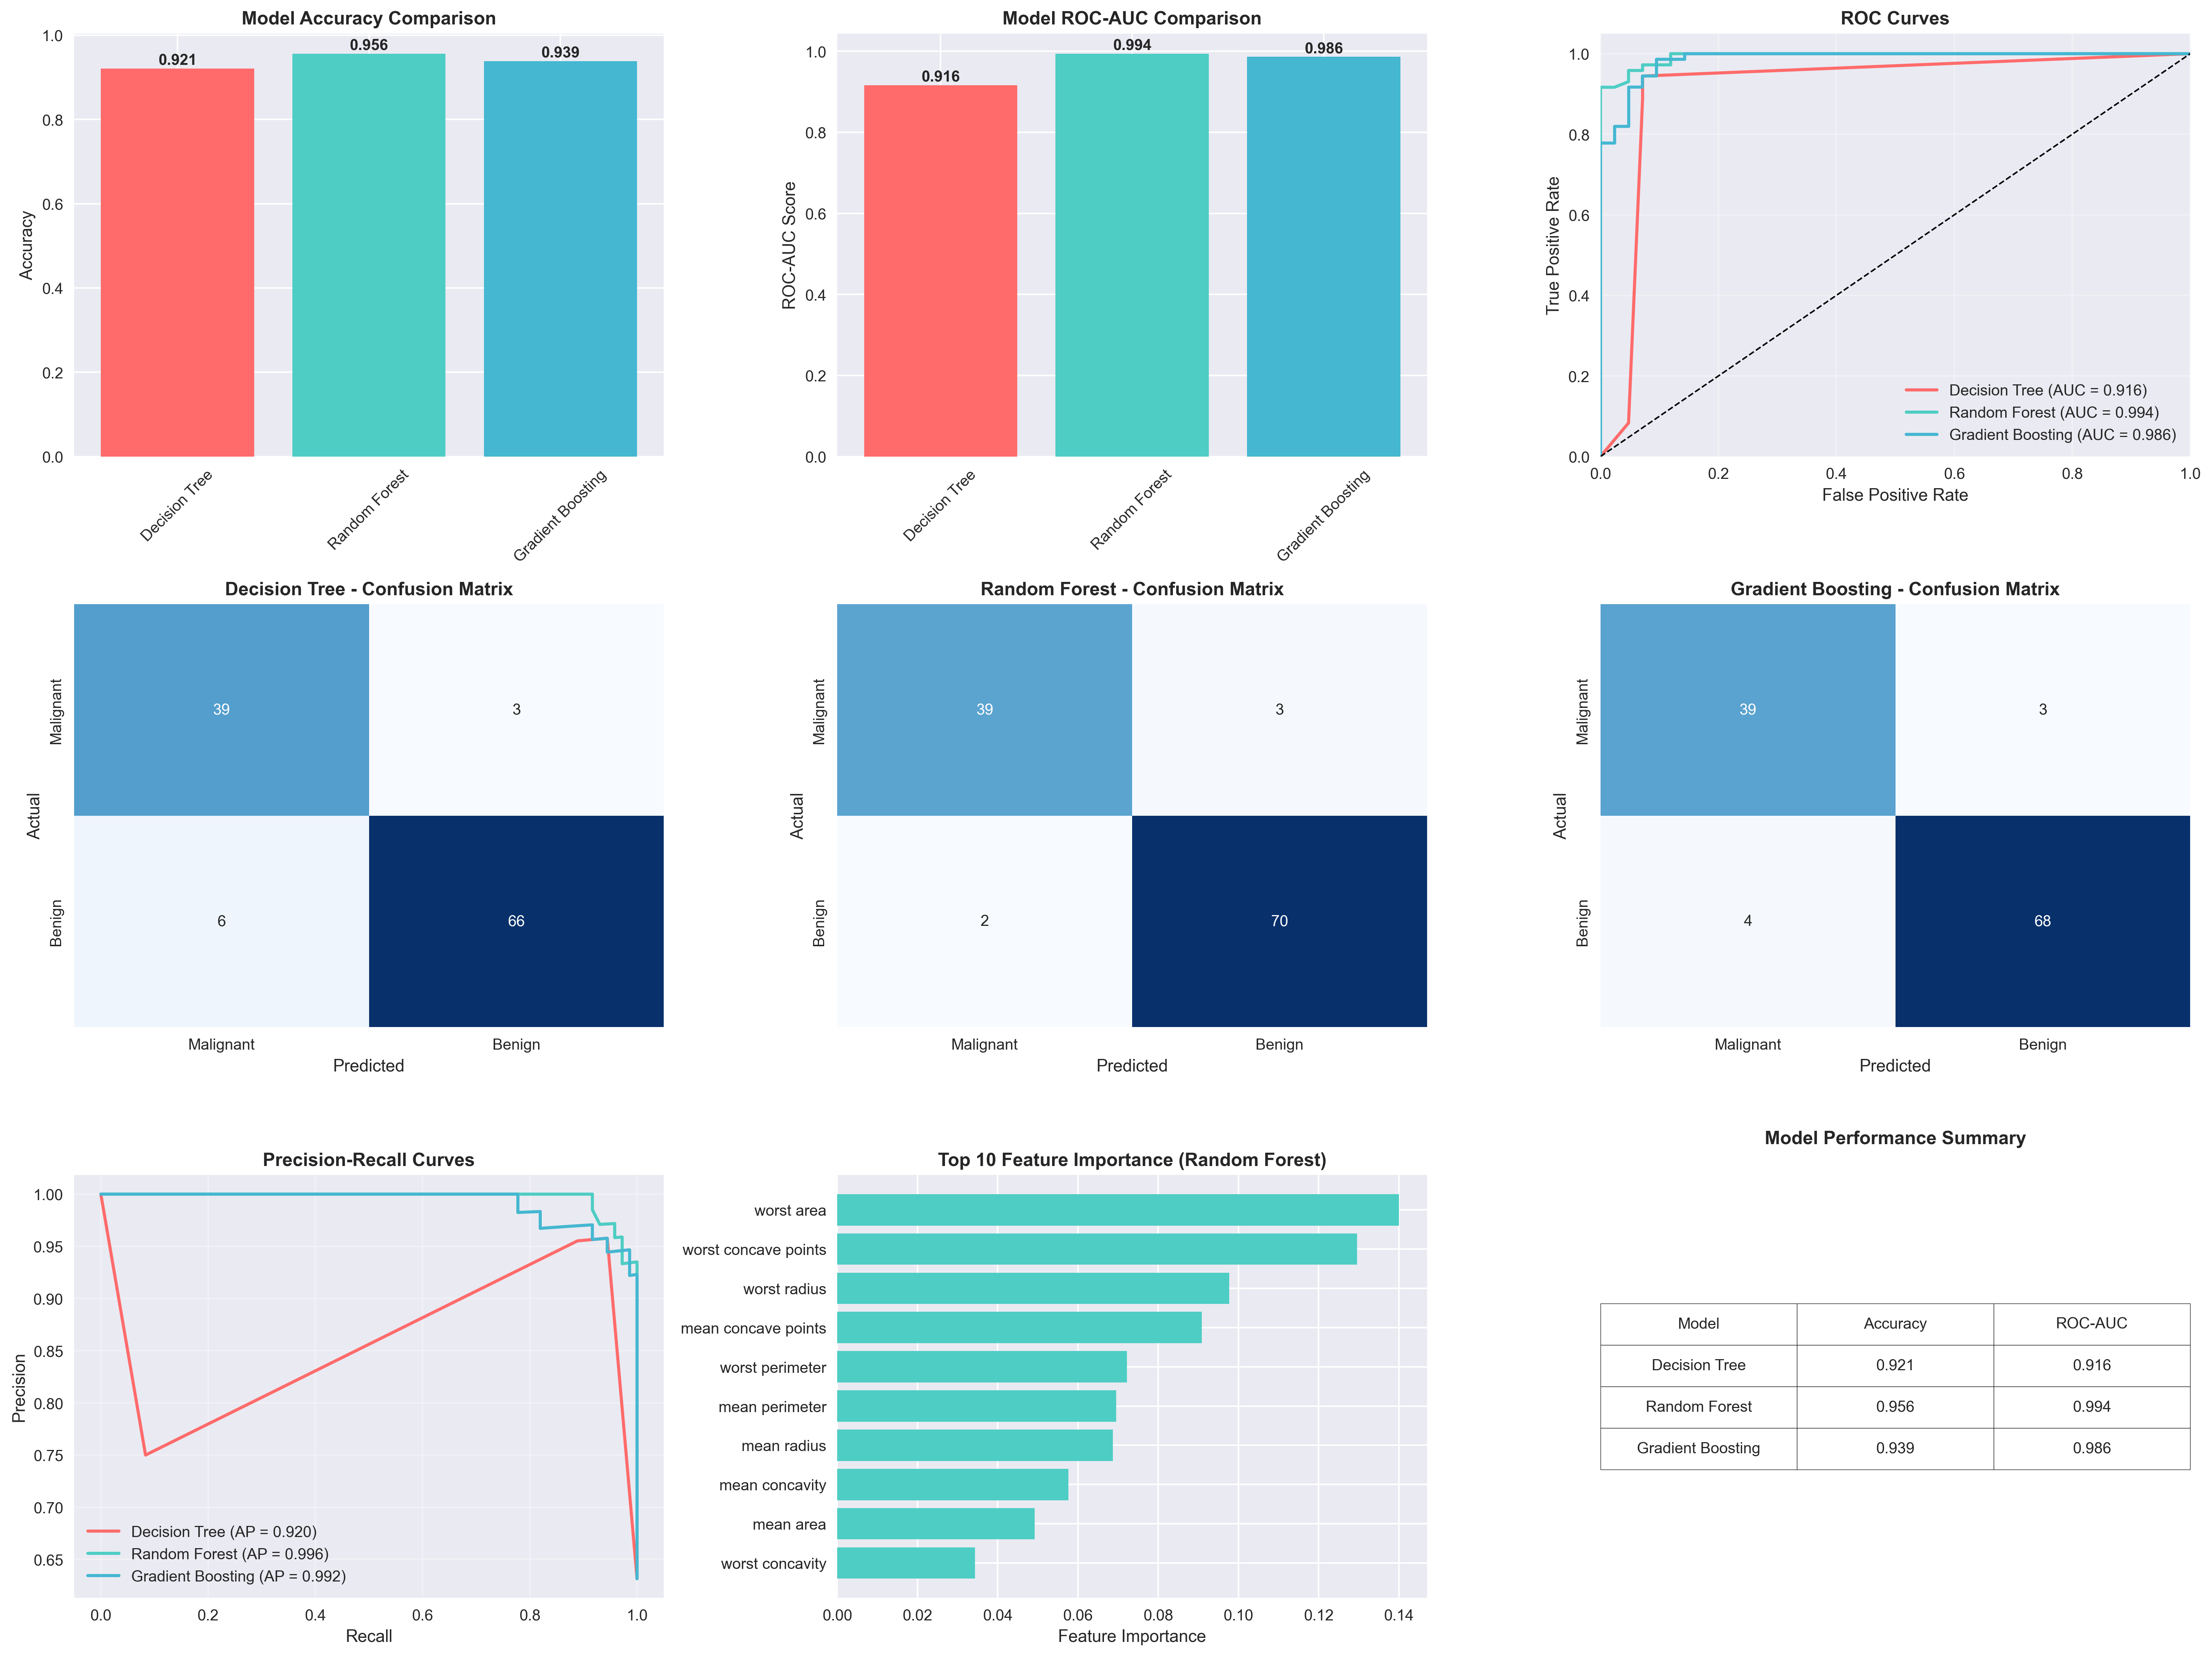 Model Accuracy Comparison
Accuracy
1.0
0.8
0.6
0.4
0.2
0.0
0.921
0.956
0.939
Decision Tree
Random Forest
Gradient Boosting
Model ROC-AUC Comparison
ROC-AUC Score
1.0
0.8
0.6
0.4
0.2
0.0
0.916
0.994
0.986
Decision Tree
Random Forest
Gradient Boosting
ROC Curves
True Positive Rate
1.0
0.8
0.6
0.4
0.2
0.0
Decision Tree (AUC = 0.916)
Random Forest (AUC = 0.994)
Gradient Boosting (AUC = 0.986)
0.0 0.2 0.4 0.6 0.8 1.0
False Positive Rate
Decision Tree - Confusion Matrix
Actual
Malignant
39 3
Benign
6 66
Malignant Benign
Predicted
Random Forest - Confusion Matrix
Actual
Malignant
39 3
Benign
2 70
Malignant Benign
Predicted
Gradient Boosting - Confusion Matrix
Actual
Malignant
39 3
Benign
4 68
Malignant Benign
Predicted
Precision-Recall Curves
Precision
1.00
0.95
0.90
0.85
0.80
0.75
0.70
0.65
Decision Tree (AP = 0.920)
Random Forest (AP = 0.996)
Gradient Boosting (AP = 0.992)
0.0 0.2 0.4 0.6 0.8 1.0
Recall
Top 10 Feature Importance (Random Forest)
worst area
worst concave points
worst radius
mean concave points
worst perimeter
mean perimeter
mean radius
mean concavity
mean area
worst concavity
0.00 0.02 0.04 0.06 0.08 0.10 0.12 0.14
Feature Importance
Model Performance Summary
Model Accuracy ROC-AUC
Decision Tree 0.921 0.916
Random Forest 0.956 0.994
Gradient Boosting 0.939 0.986